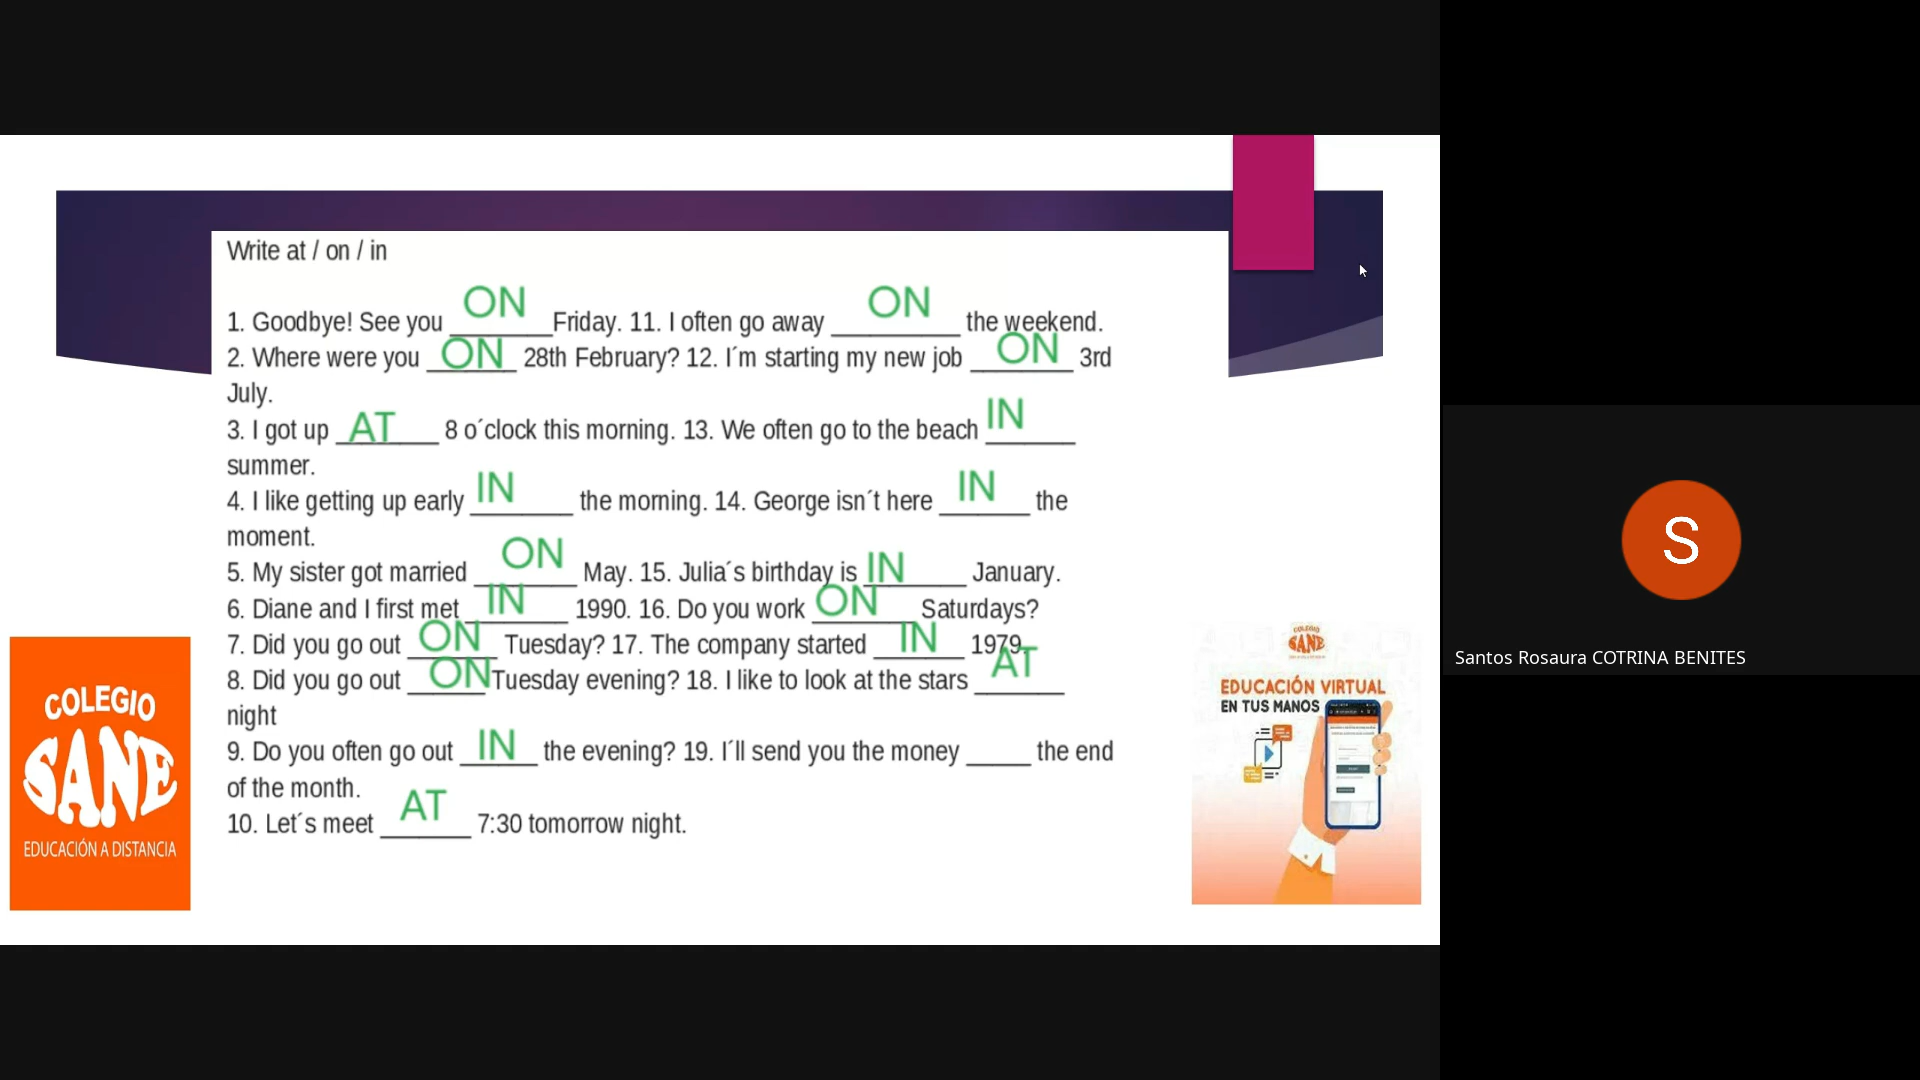 Write at / on / in
1. Goodbye! See you ON Friday. 11. I often go away ON the weekend.
2. Where were you ON 28th February? 12. I´m starting my new job ON 3rd
July.
3. I got up AT 8 o´clock this morning. 13. We often go to the beach IN
summer.
4. I like getting up early IN the morning. 14. George isn´t here IN the
moment.
5. My sister got married ON May. 15. Julia´s birthday is IN January.
6. Diane and I first met IN 1990. 16. Do you work ON Saturdays?
7. Did you go out ON Tuesday? 17. The company started IN 1979.
8. Did you go out ON Tuesday evening? 18. I like to look at the stars AT
night
9. Do you often go out IN the evening? 19. I´ll send you the money _____ the end
of the month.
10. Let´s meet AT 7:30 tomorrow night.
COLEGIO
SANE
EDUCACIÓN A DISTANCIA
COLEGIO
SANE
EDUCACIÓN VIRTUAL
EN TUS MANOS
S
Santos Rosaura COTRINA BENITES